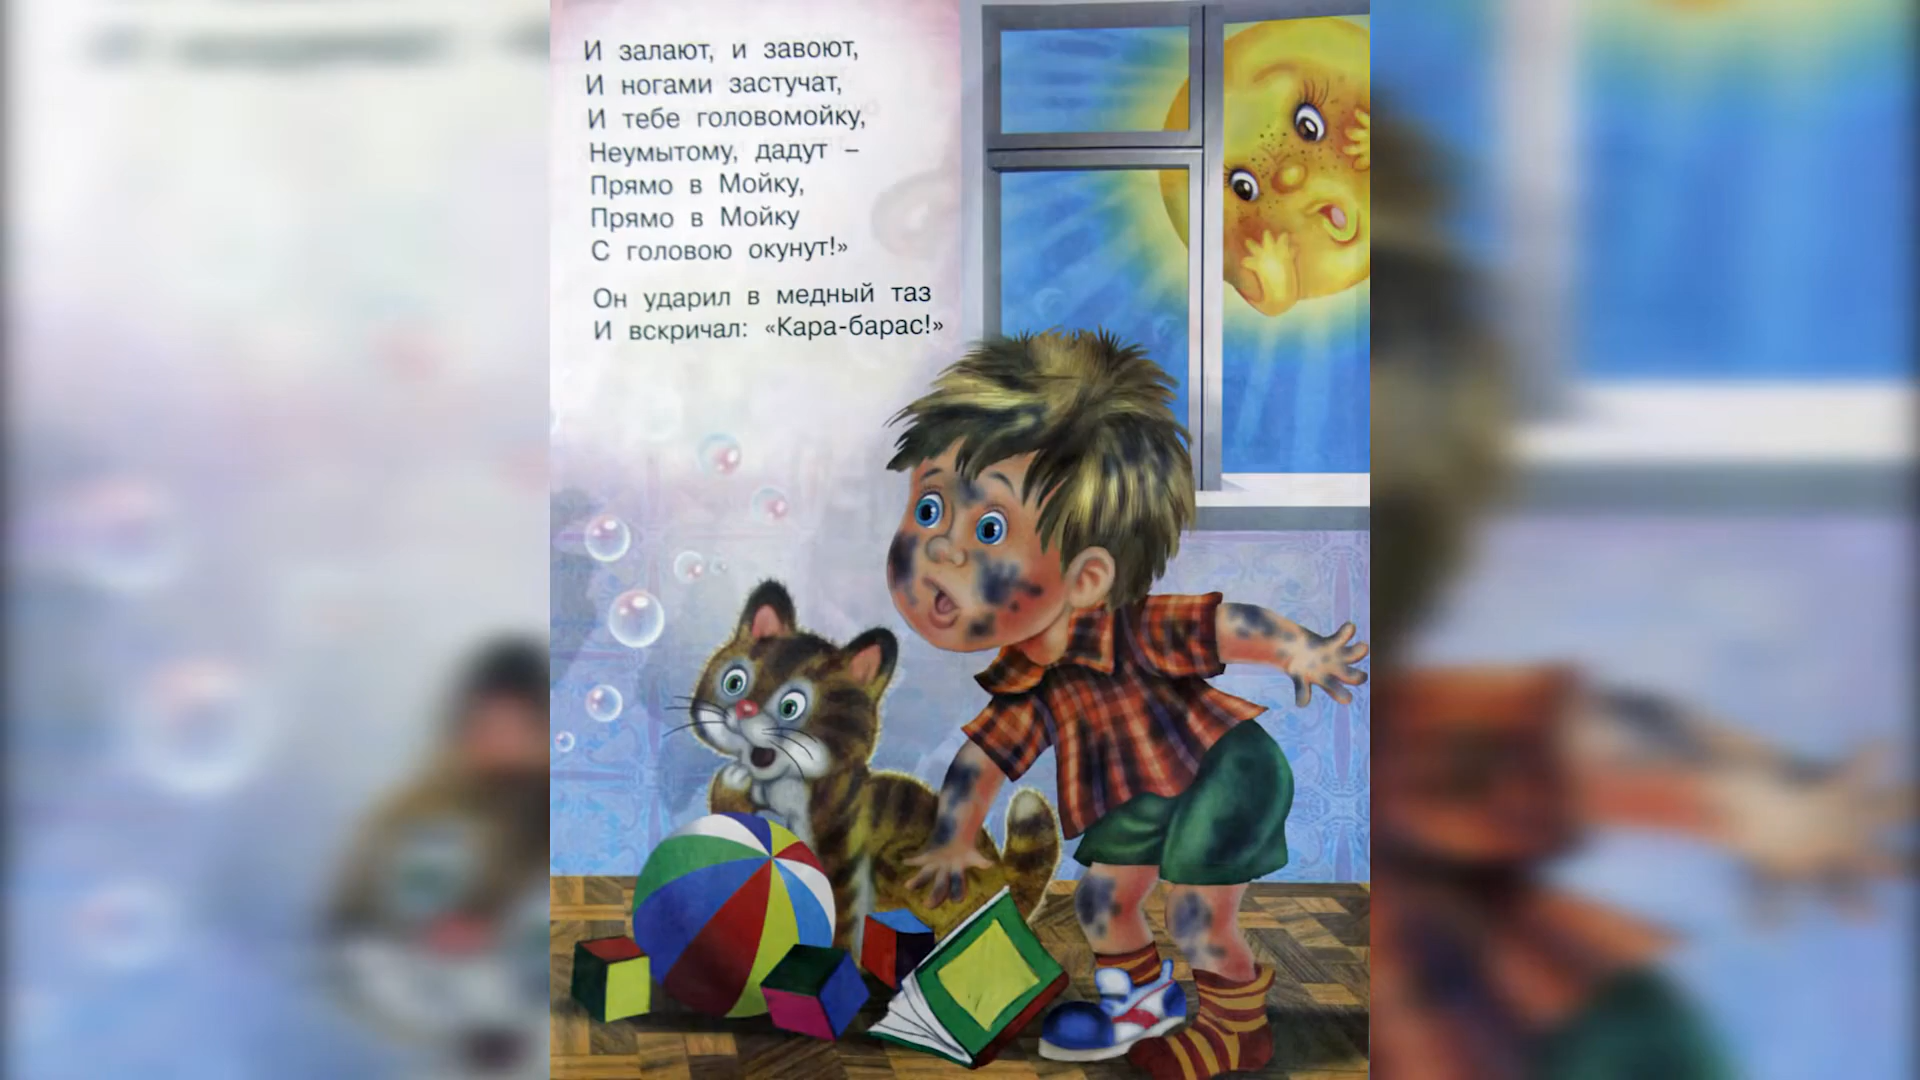 И залают, и завоют,
И ногами застучат,
И тебе головомойку,
Неумытому, дадут –
Прямо в Мойку,
Прямо в Мойку
С головою окунут!»
Он ударил в медный таз
И вскричал: «Кара-барас!»